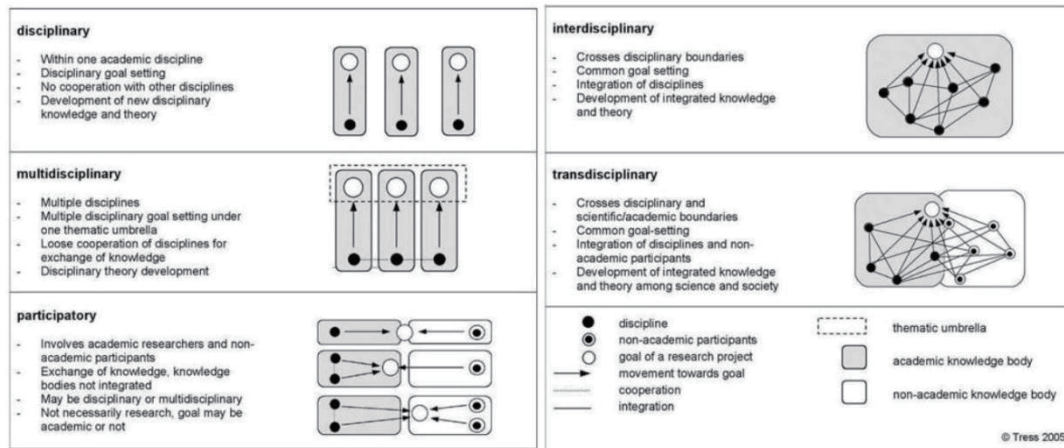 disciplinary
- Within one academic discipline
- Disciplinary goal setting
- No cooperation with other disciplines
- Development of new disciplinary
knowledge and theory
multidisciplinary
- Multiple disciplines
- Multiple disciplinary goal setting under
one thematic umbrella
- Loose cooperation of disciplines for
exchange of knowledge
- Disciplinary theory development
participatory
- Involves academic researchers and non-
academic participants
- Exchange of knowledge, knowledge
bodies not integrated
- May be disciplinary or multidisciplinary
- Not necessarily research, goal may be
academic or not
interdisciplinary
- Crosses disciplinary boundaries
- Common goal setting
- Integration of disciplines
- Development of integrated knowledge
and theory
transdisciplinary
- Crosses disciplinary and
scientific/academic boundaries
- Common goal-setting
- Integration of disciplines and non-
academic participants
- Development of integrated knowledge
and theory among science and society
discipline
non-academic participants
goal of a research project
movement towards goal
cooperation
integration
thematic umbrella
academic knowledge body
non-academic knowledge body
© Tress 2005